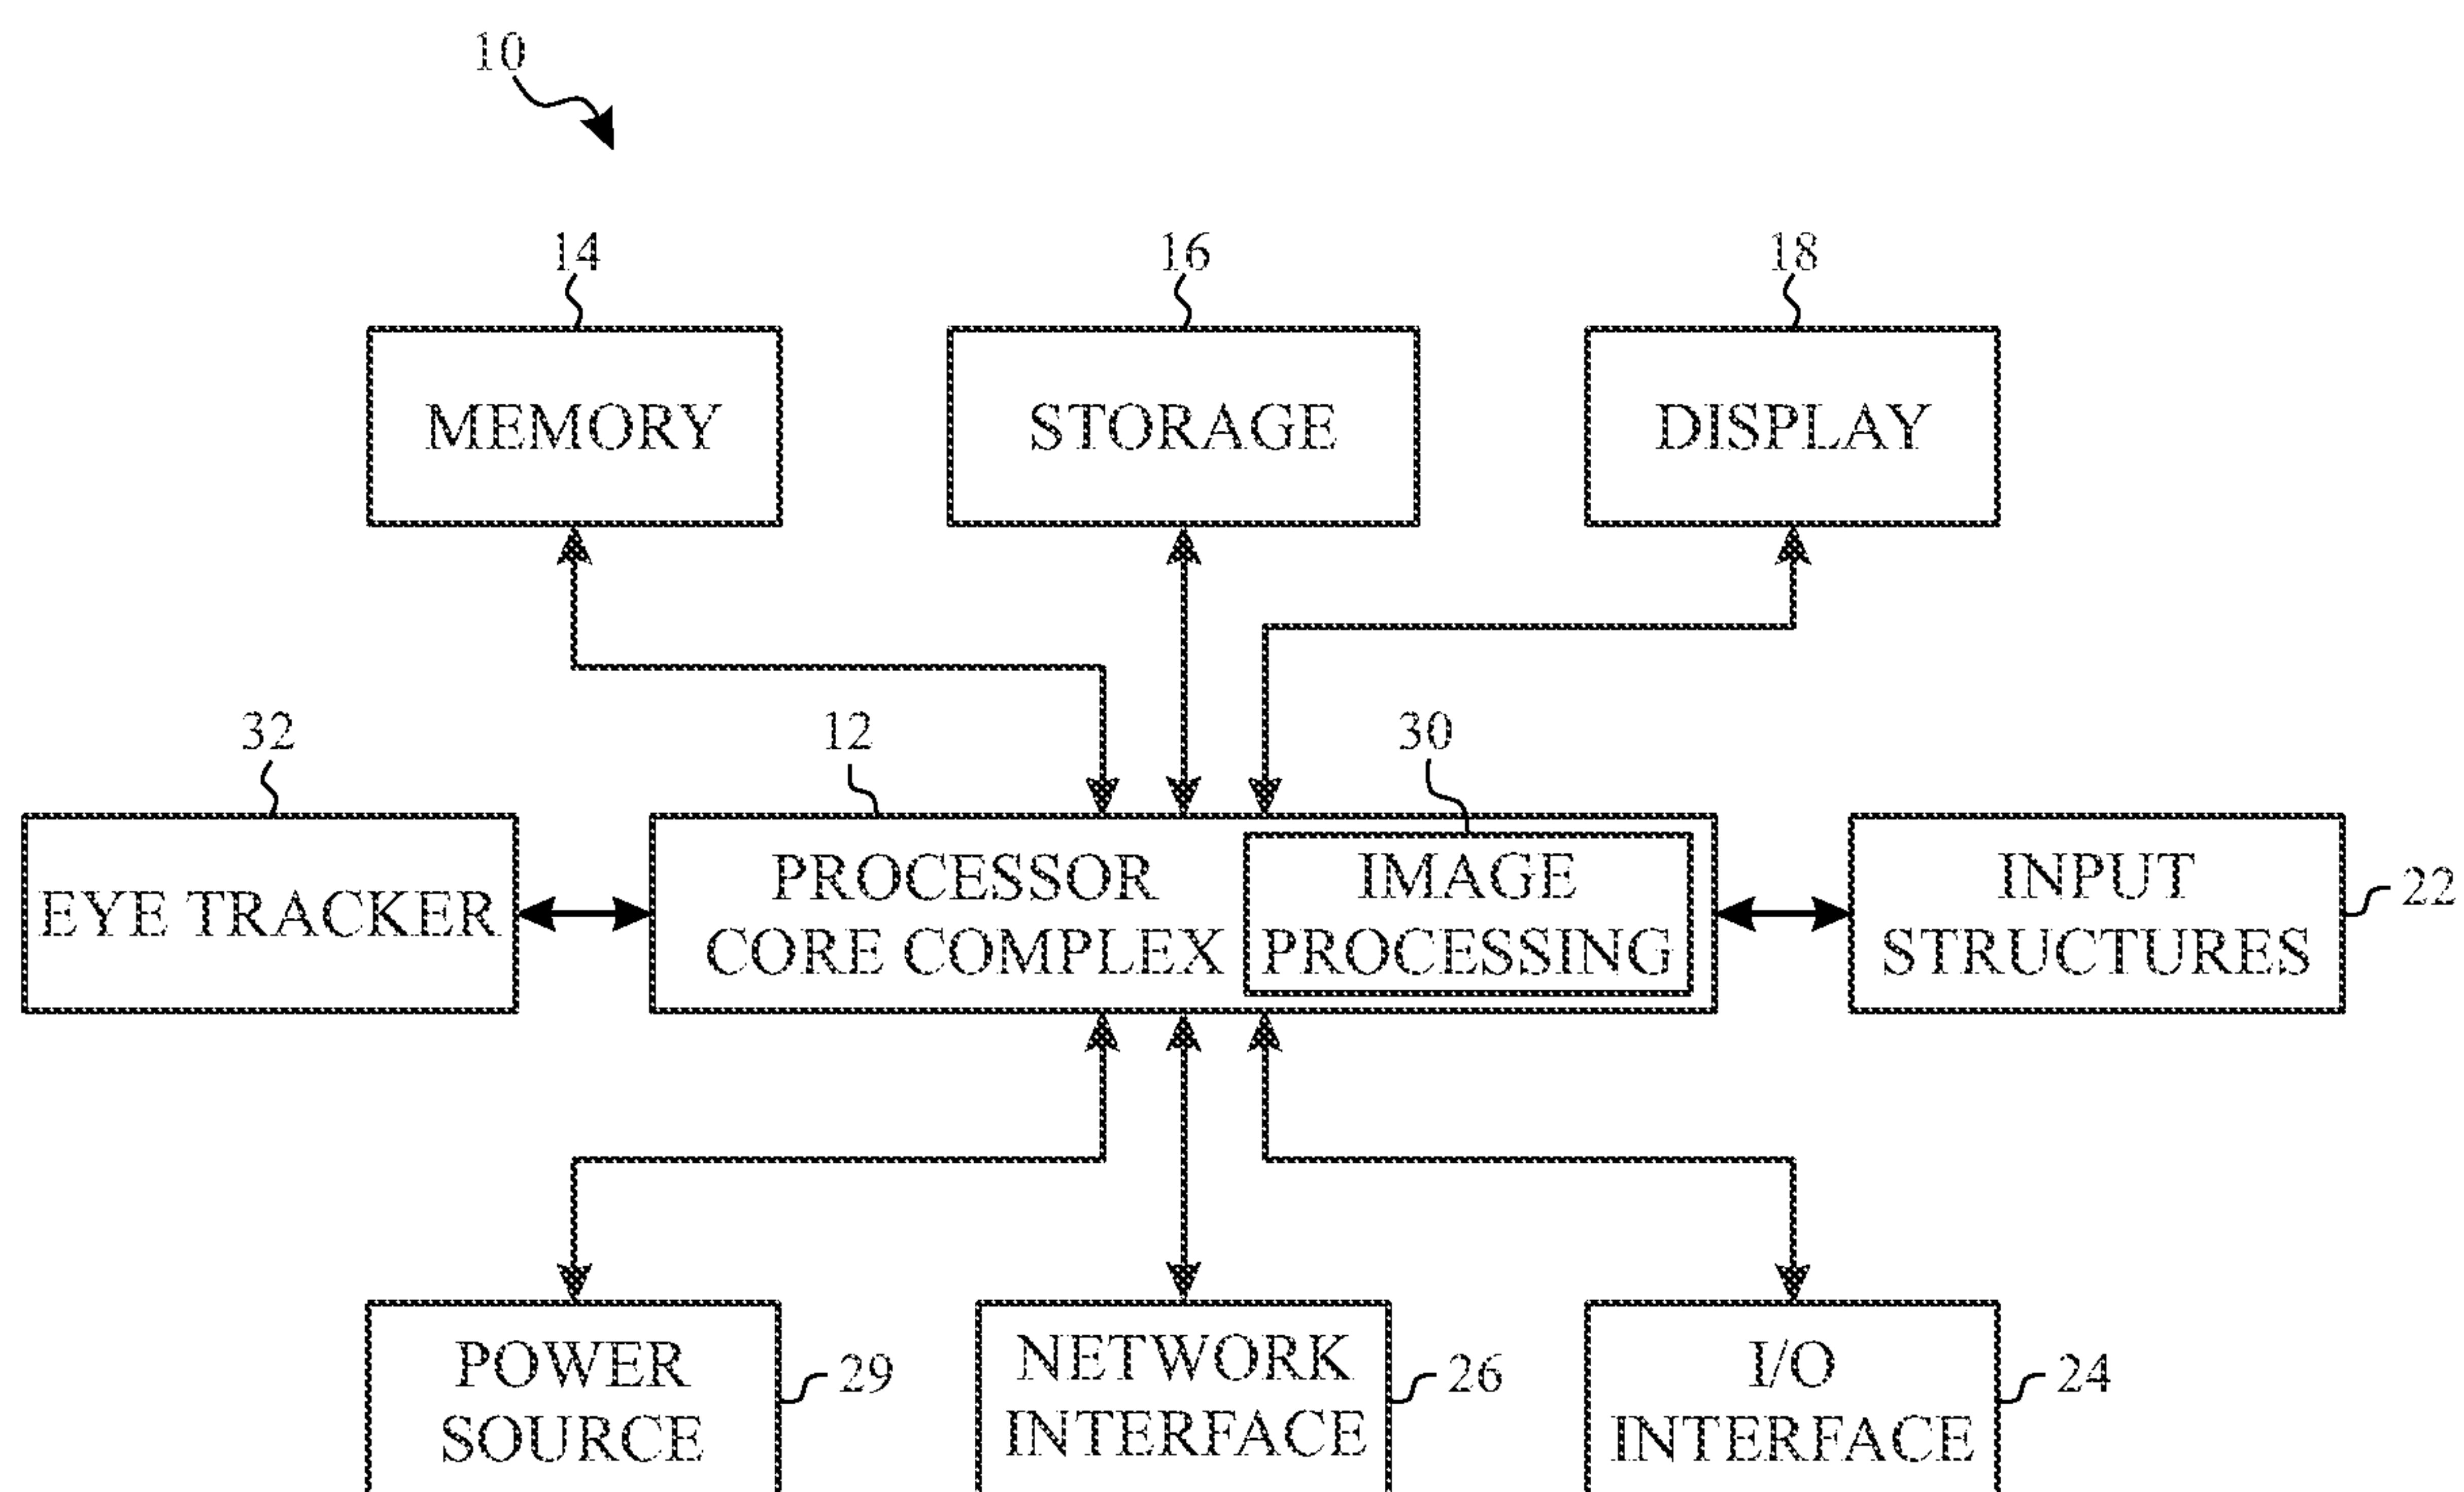 10
14
16
18
MEMORY
STORAGE
DISPLAY
32
12
30
EYE TRACKER
PROCESSOR
CORE COMPLEX
IMAGE
PROCESSING
INPUT
STRUCTURES
22
POWER
SOURCE
29
NETWORK
INTERFACE
26
I/O
INTERFACE
24